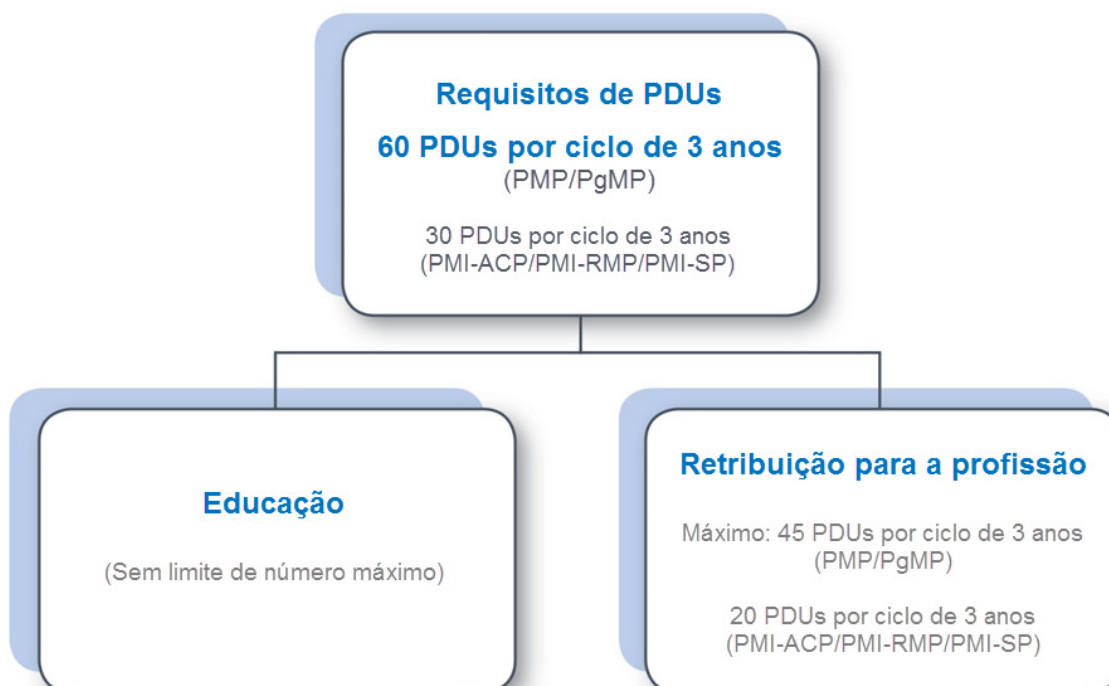 Requisitos de PDUs
60 PDUs por ciclo de 3 anos
(PMP/PgMP)
30 PDUs por ciclo de 3 anos
(PMI-ACP/PMI-RMP/PMI-SP)
Educação
(Sem limite de número máximo)
Retribuição para a profissão
Máximo: 45 PDUs por ciclo de 3 anos
(PMP/PgMP)
20 PDUs por ciclo de 3 anos
(PMI-ACP/PMI-RMP/PMI-SP)